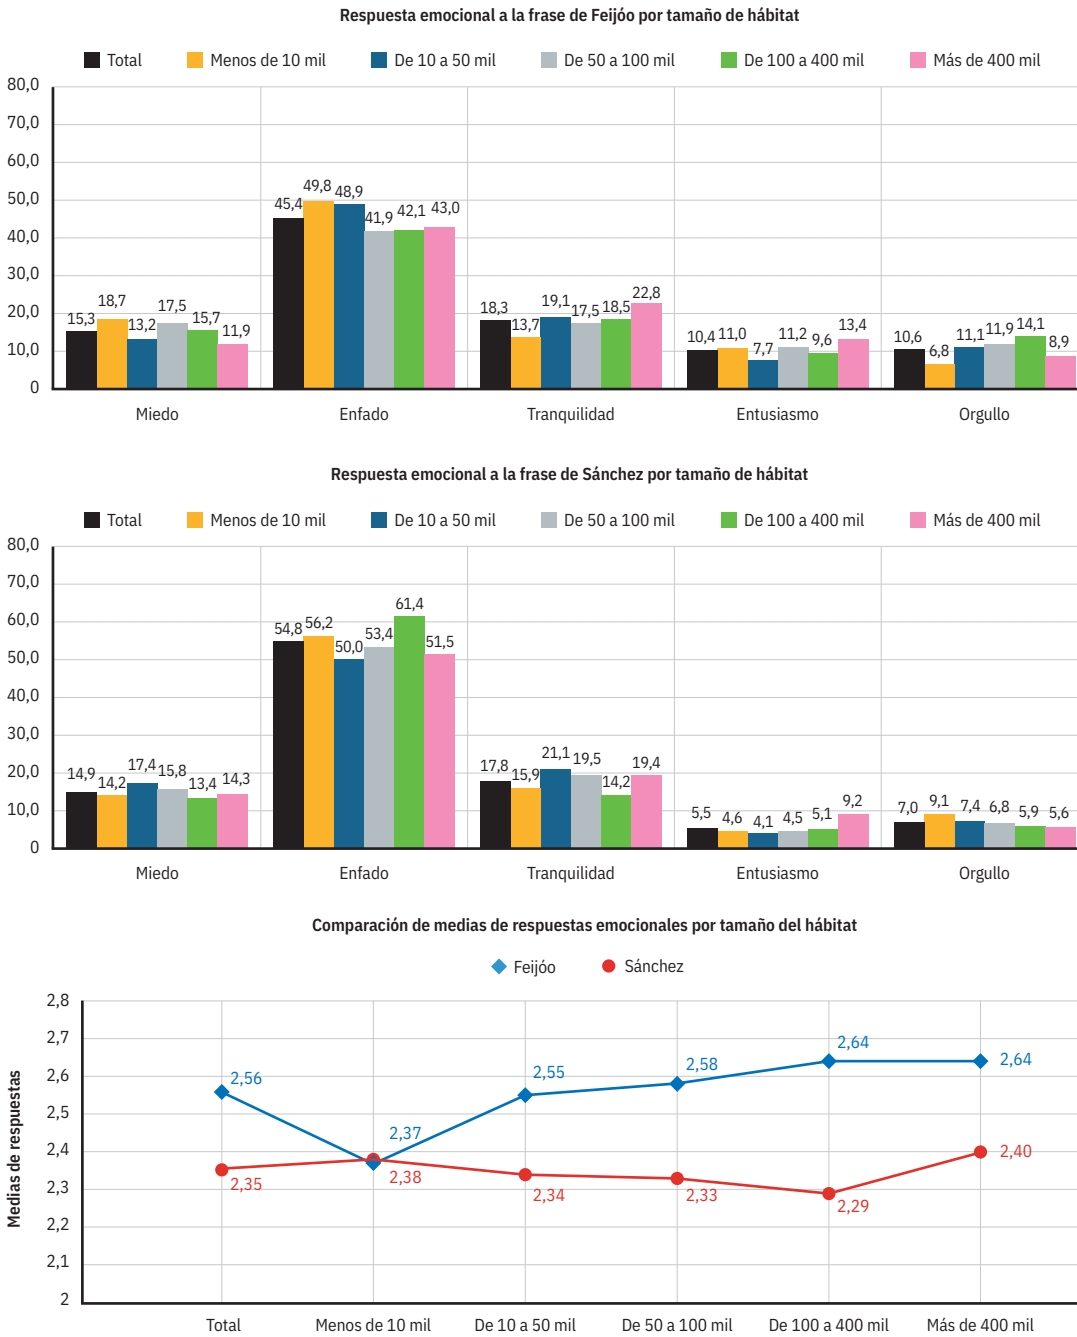 Respuesta emocional a la frase de Feijóo por tamaño de hábitat
Total Menos de 10 mil De 10 a 50 mil De 50 a 100 mil De 100 a 400 mil Más de 400 mil
80,0
70,0
60,0
50,0
40,0
30,0
20,0
10,0
0
15,3 18,7 13,2 17,5 15,7 11,9
45,4 49,8 48,9 41,9 42,1 43,0
18,3 13,7 19,1 17,5 18,5 22,8
10,4 11,0 7,7 11,2 9,6 13,4
10,6 6,8 11,1 11,9 14,1 8,9
Miedo Enfado Tranquilidad Entusiasmo Orgullo
Respuesta emocional a la frase de Sánchez por tamaño de hábitat
Total Menos de 10 mil De 10 a 50 mil De 50 a 100 mil De 100 a 400 mil Más de 400 mil
80,0
70,0
60,0
50,0
40,0
30,0
20,0
10,0
0
14,9 14,2 17,4 15,8 13,4 14,3
54,8 56,2 50,0 53,4 61,4 51,5
17,8 15,9 21,1 19,5 14,2 19,4
5,5 4,6 4,1 4,5 5,1 9,2
7,0 9,1 7,4 6,8 5,9 5,6
Miedo Enfado Tranquilidad Entusiasmo Orgullo
Comparación de medias de respuestas emocionales por tamaño del hábitat
Feijóo Sánchez
Medias de respuestas
2,8
2,7
2,6
2,5
2,4
2,3
2,2
2,1
2
2,56 2,37 2,55 2,58 2,64 2,64
2,35 2,38 2,34 2,33 2,29 2,40
Total Menos de 10 mil De 10 a 50 mil De 50 a 100 mil De 100 a 400 mil Más de 400 mil